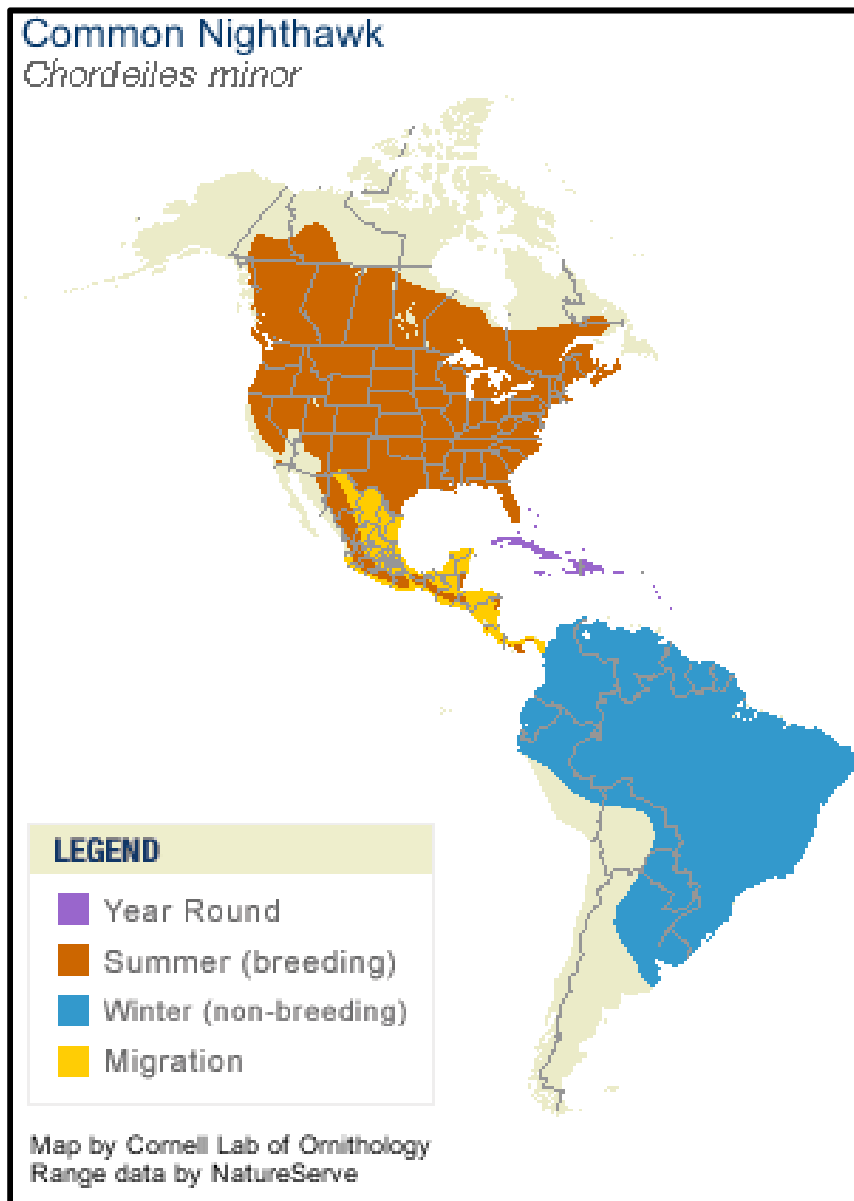 Common Nighthawk
Chordeiles minor
LEGEND
Year Round
Summer (breeding)
Winter (non-breeding)
Migration
Map by Cornell Lab of Ornithology
Range data by NatureServe